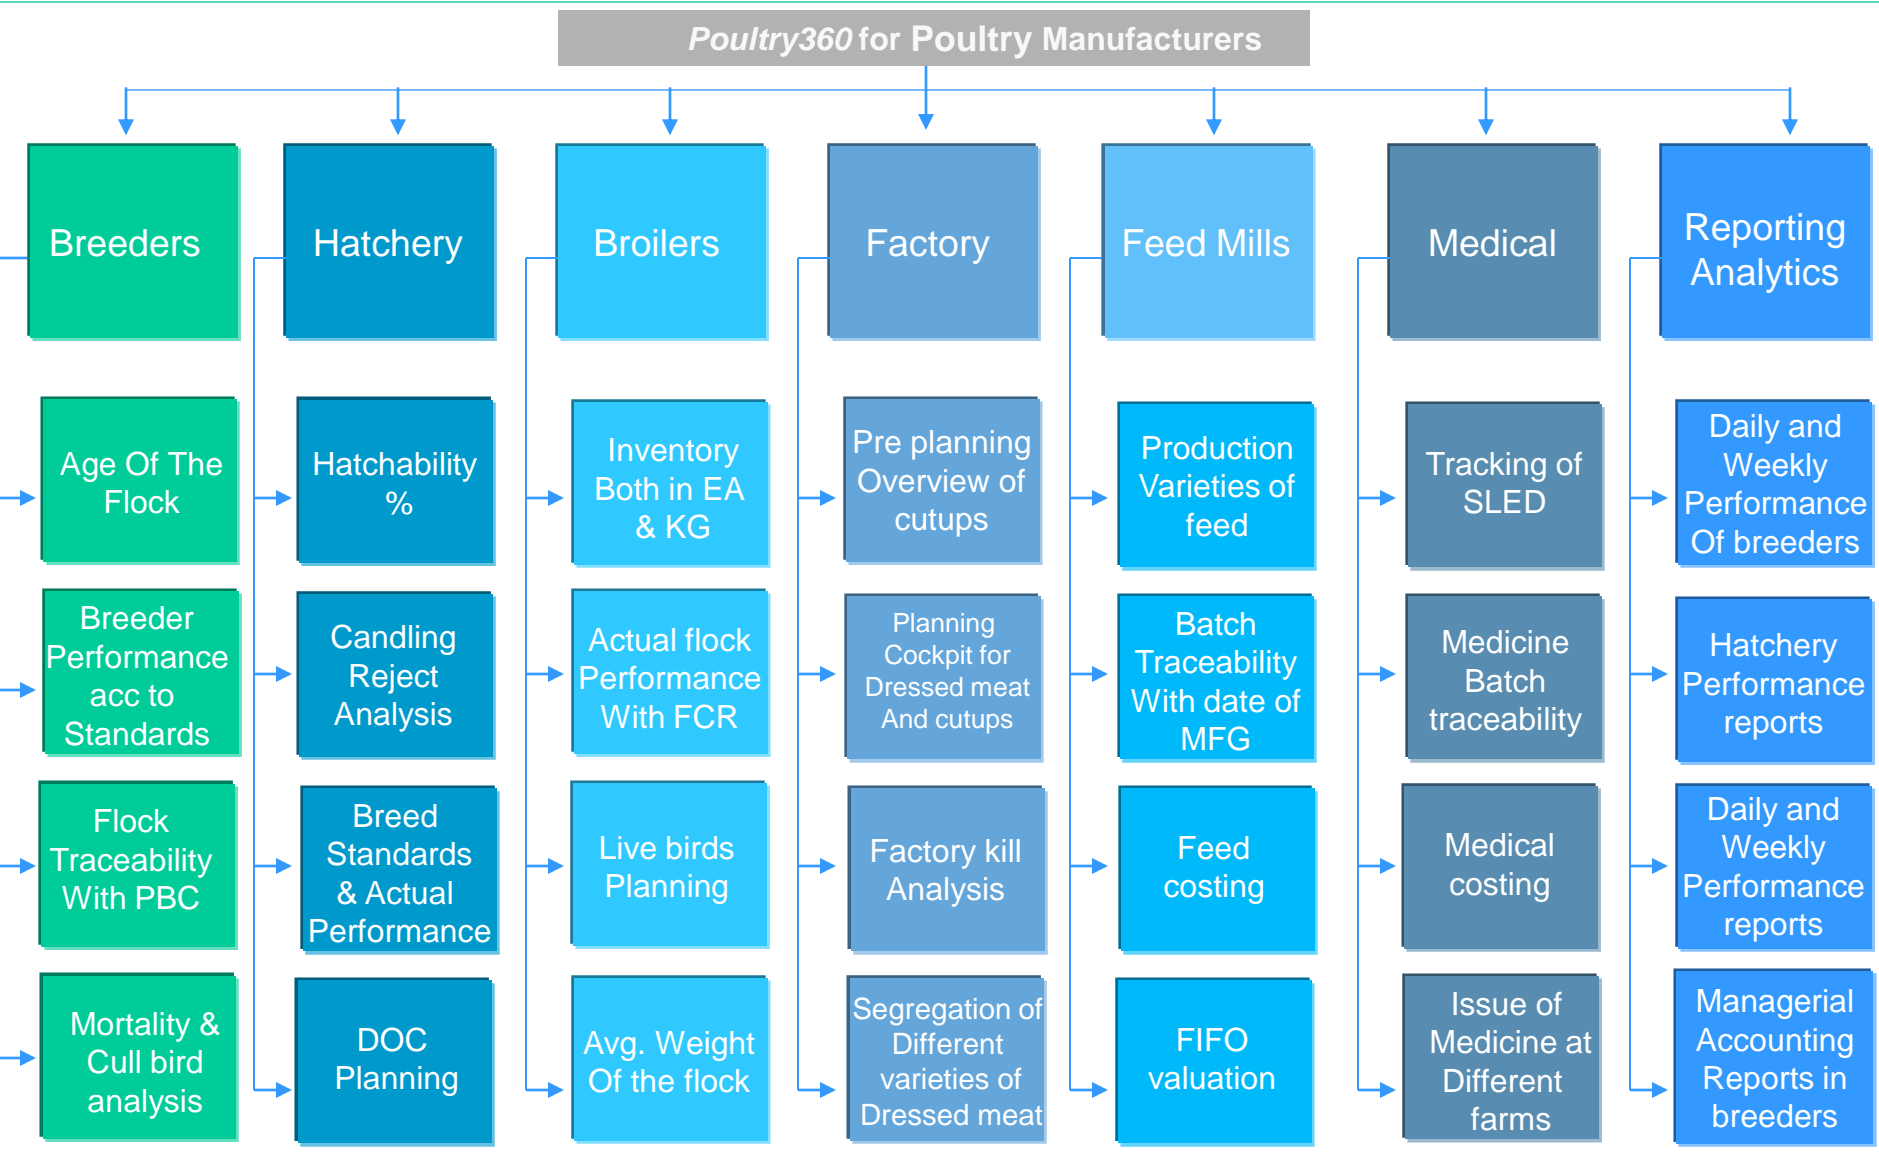 Poultry360 for Poultry Manufacturers
Breeders
Hatchery
Broilers
Factory
Feed Mills
Medical
Reporting
Analytics
Age Of The
Flock
Breeder
Performance
acc to
Standards
Flock
Traceability
With PBC
Mortality &
Cull bird
analysis
Hatchability
%
Candling
Reject
Analysis
Breed
Standards
& Actual
Performance
DOC
Planning
Inventory
Both in EA
& KG
Actual flock
Performance
With FCR
Live birds
Planning
Avg. Weight
Of the flock
Pre planning
Overview of
cutups
Planning
Cockpit for
Dressed meat
And cutups
Factory kill
Analysis
Segregation of
Different
varieties of
Dressed meat
Production
Varieties of
feed
Batch
Traceability
With date of
MFG
Feed
costing
FIFO
valuation
Tracking of
SLED
Medicine
Batch
traceability
Medical
costing
Issue of
Medicine at
Different
farms
Daily and
Weekly
Performance
Of breeders
Hatchery
Performance
reports
Daily and
Weekly
Performance
reports
Managerial
Accounting
Reports in
breeders